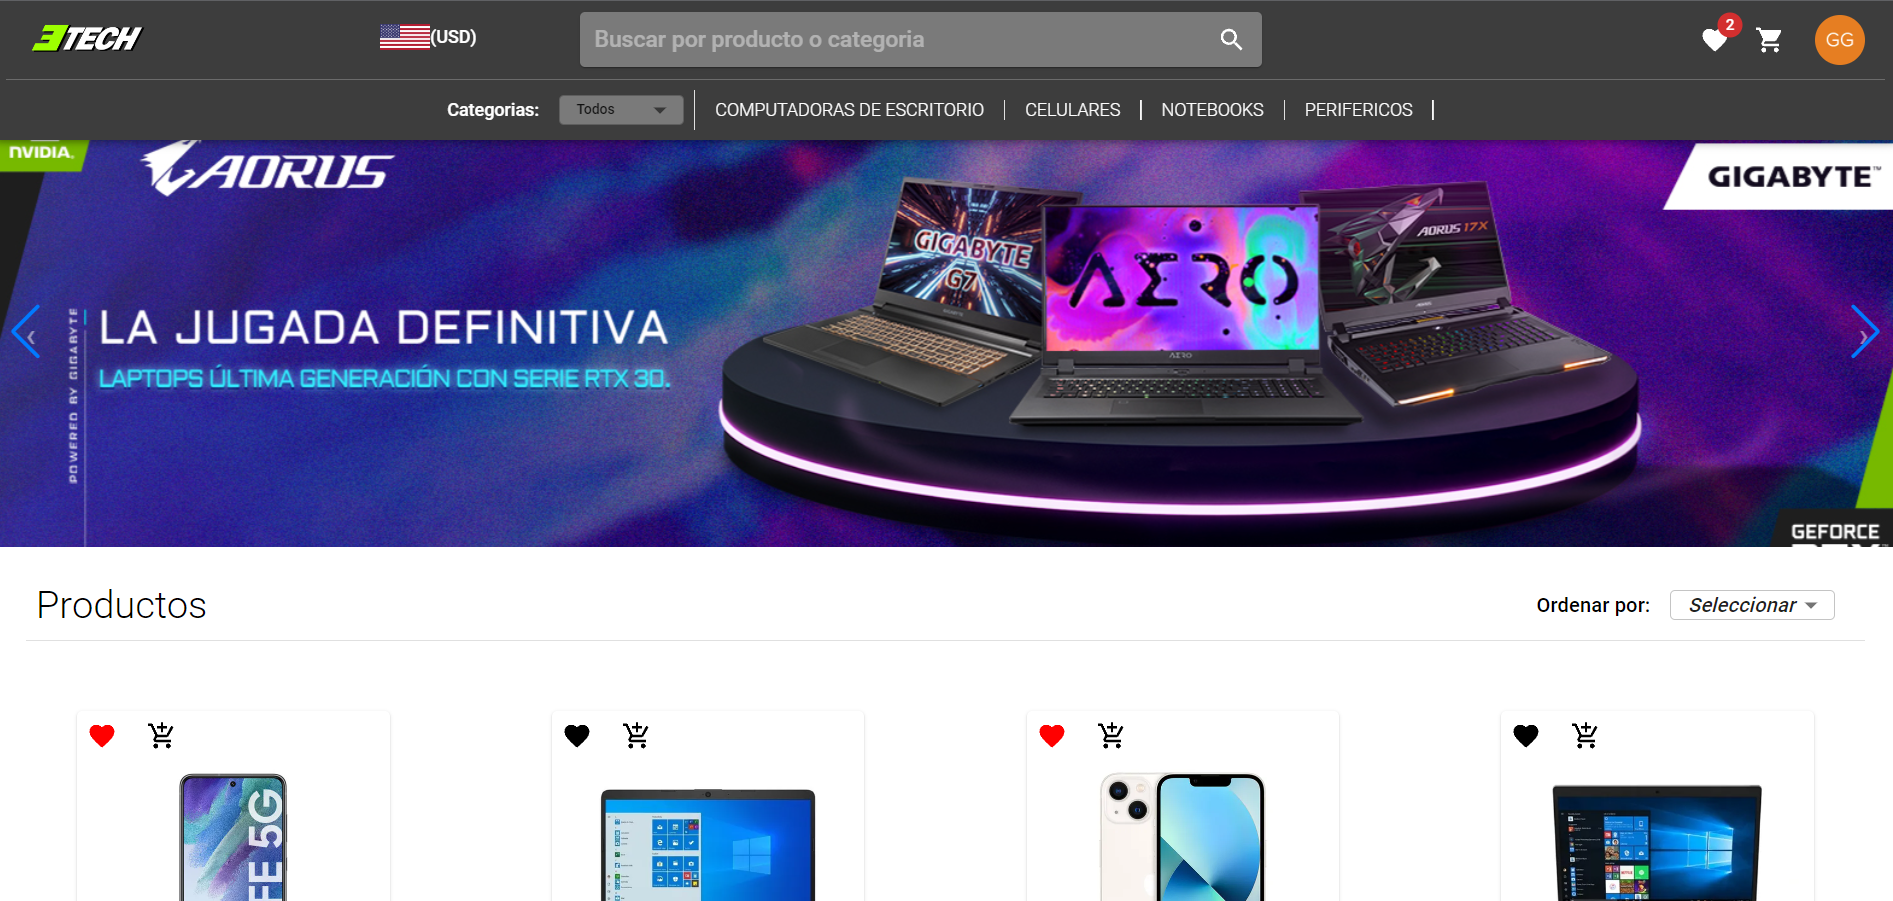 3TECH
(USD)
Buscar por producto o categoria
2
GG
Categorias:
Todos
COMPUTADORAS DE ESCRITORIO
CELULARES
NOTEBOOKS
PERIFERICOS
NVIDIA.
AORUS
GIGABYTE™
GIGABYTE
G7
AERO
AORUS 17X
AERO
POWERED BY GIGABYTE
LA JUGADA DEFINITIVA
LAPTOPS ÚLTIMA GENERACIÓN CON SERIE RTX 30.
GEFORCE
Productos
Ordenar por:
Seleccionar
FE 5G